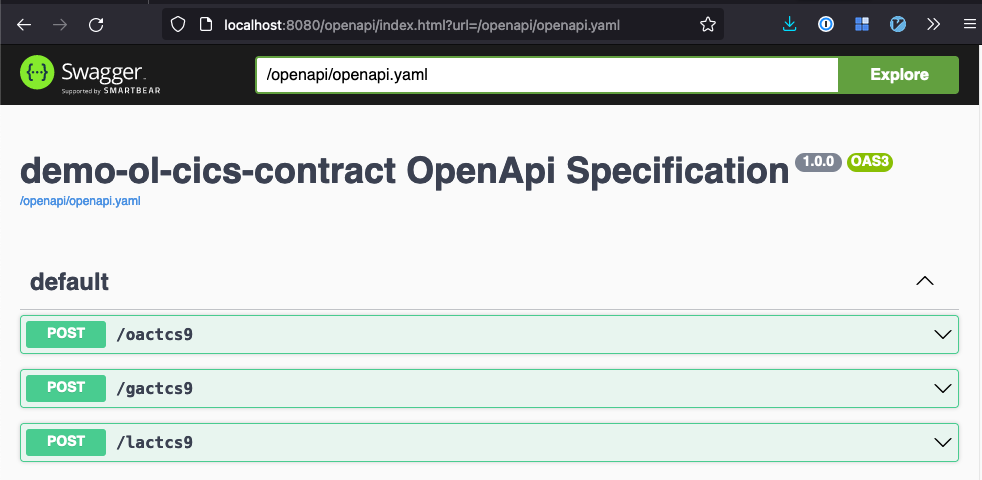 localhost:8080/openapi/index.html?url=/openapi/openapi.yaml
Swagger
Supported by SMARTBEAR
/openapi/openapi.yaml
Explore
demo-ol-cics-contract OpenApi Specification 1.0.0 OAS3
/openapi/openapi.yaml
default
POST /oactcs9
POST /gactcs9
POST /lactcs9